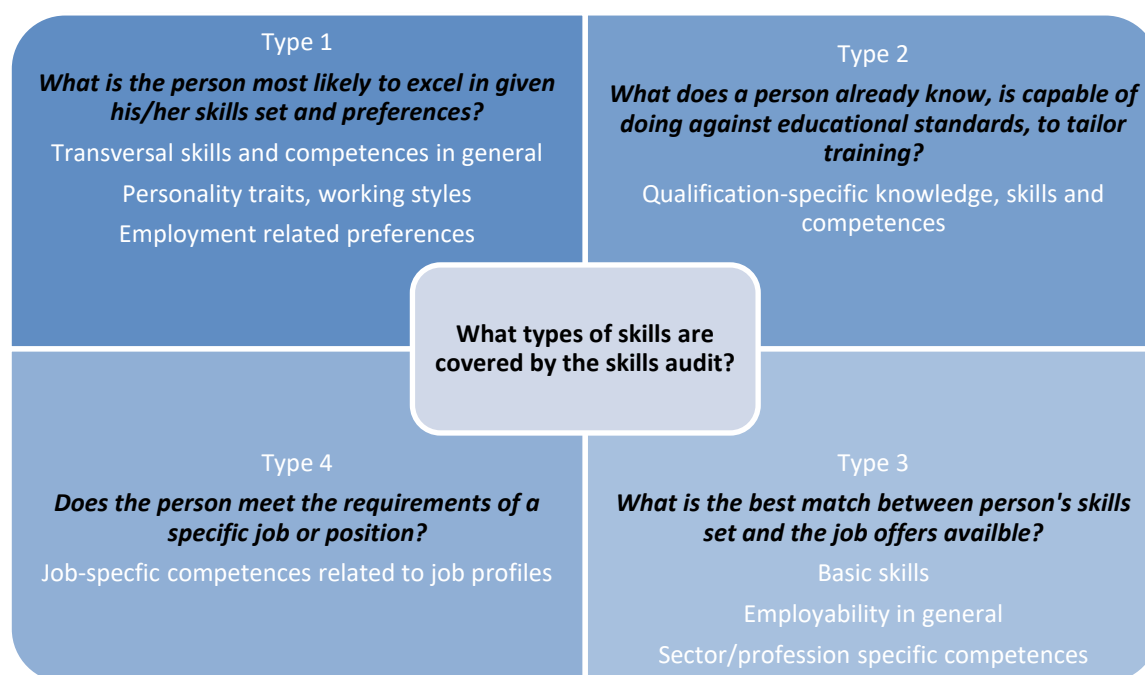 Type 1
What is the person most likely to excel in given
his/her skills set and preferences?
Transversal skills and competences in general
Personality traits, working styles
Employment related preferences
Type 2
What does a person already know, is capable of
doing against educational standards, to tailor
training?
Qualification-specific knowledge, skills and
competences
What types of skills are
covered by the skills audit?
Type 4
Does the person meet the requirements of a
specific job or position?
Job-specfic competences related to job profiles
Type 3
What is the best match between person's skills
set and the job offers availble?
Basic skills
Employability in general
Sector/profession specific competences